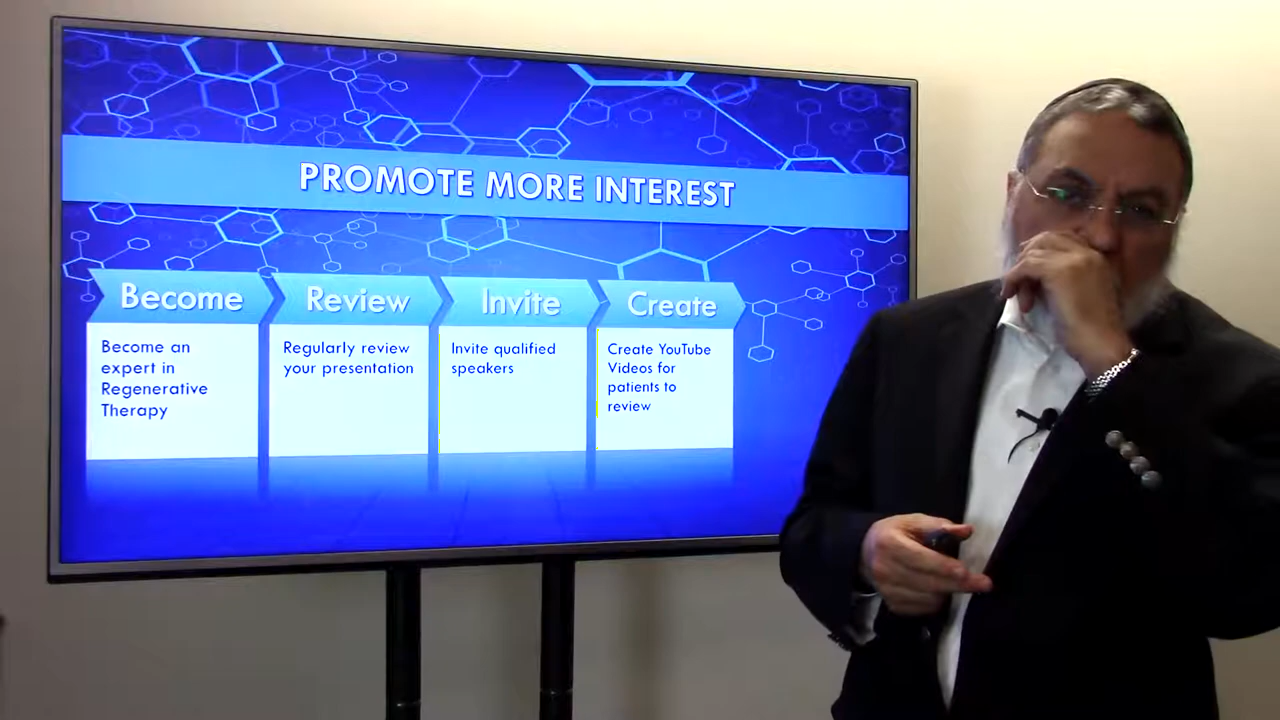 PROMOTE MORE INTEREST
Become
Become an
expert in
Regenerative
Therapy
Review
Regularly review
your presentation
Invite
Invite qualified
speakers
Create
Create YouTube
Videos for
patients to
review